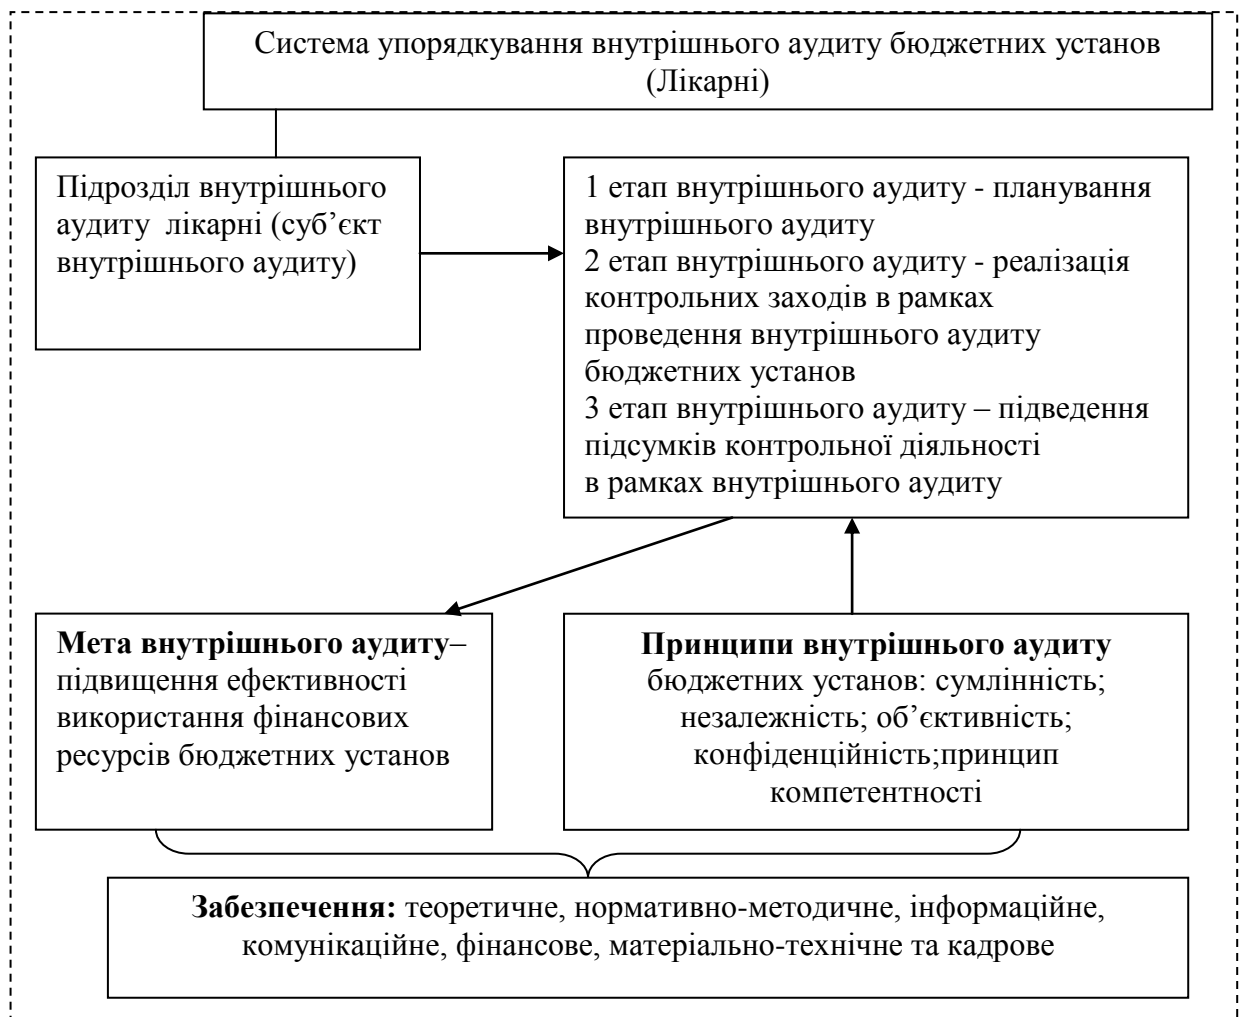 Система упорядкування внутрішнього аудиту бюджетних установ
(Лікарні)
Підрозділ внутрішнього
аудиту лікарні (суб’єкт
внутрішнього аудиту)
1 етап внутрішнього аудиту - планування
внутрішнього аудиту
2 етап внутрішнього аудиту - реалізація
контрольних заходів в рамках
проведення внутрішнього аудиту
бюджетних установ
3 етап внутрішнього аудиту – підведення
підсумків контрольної діяльності
в рамках внутрішнього аудиту
Мета внутрішнього аудиту–
підвищення ефективності
використання фінансових
ресурсів бюджетних установ
Принципи внутрішнього аудиту
бюджетних установ: сумлінність;
незалежність; об’єктивність;
конфіденційність;принцип
компетентності
Забезпечення: теоретичне, нормативно-методичне, інформаційне,
комунікаційне, фінансове, матеріально-технічне та кадрове